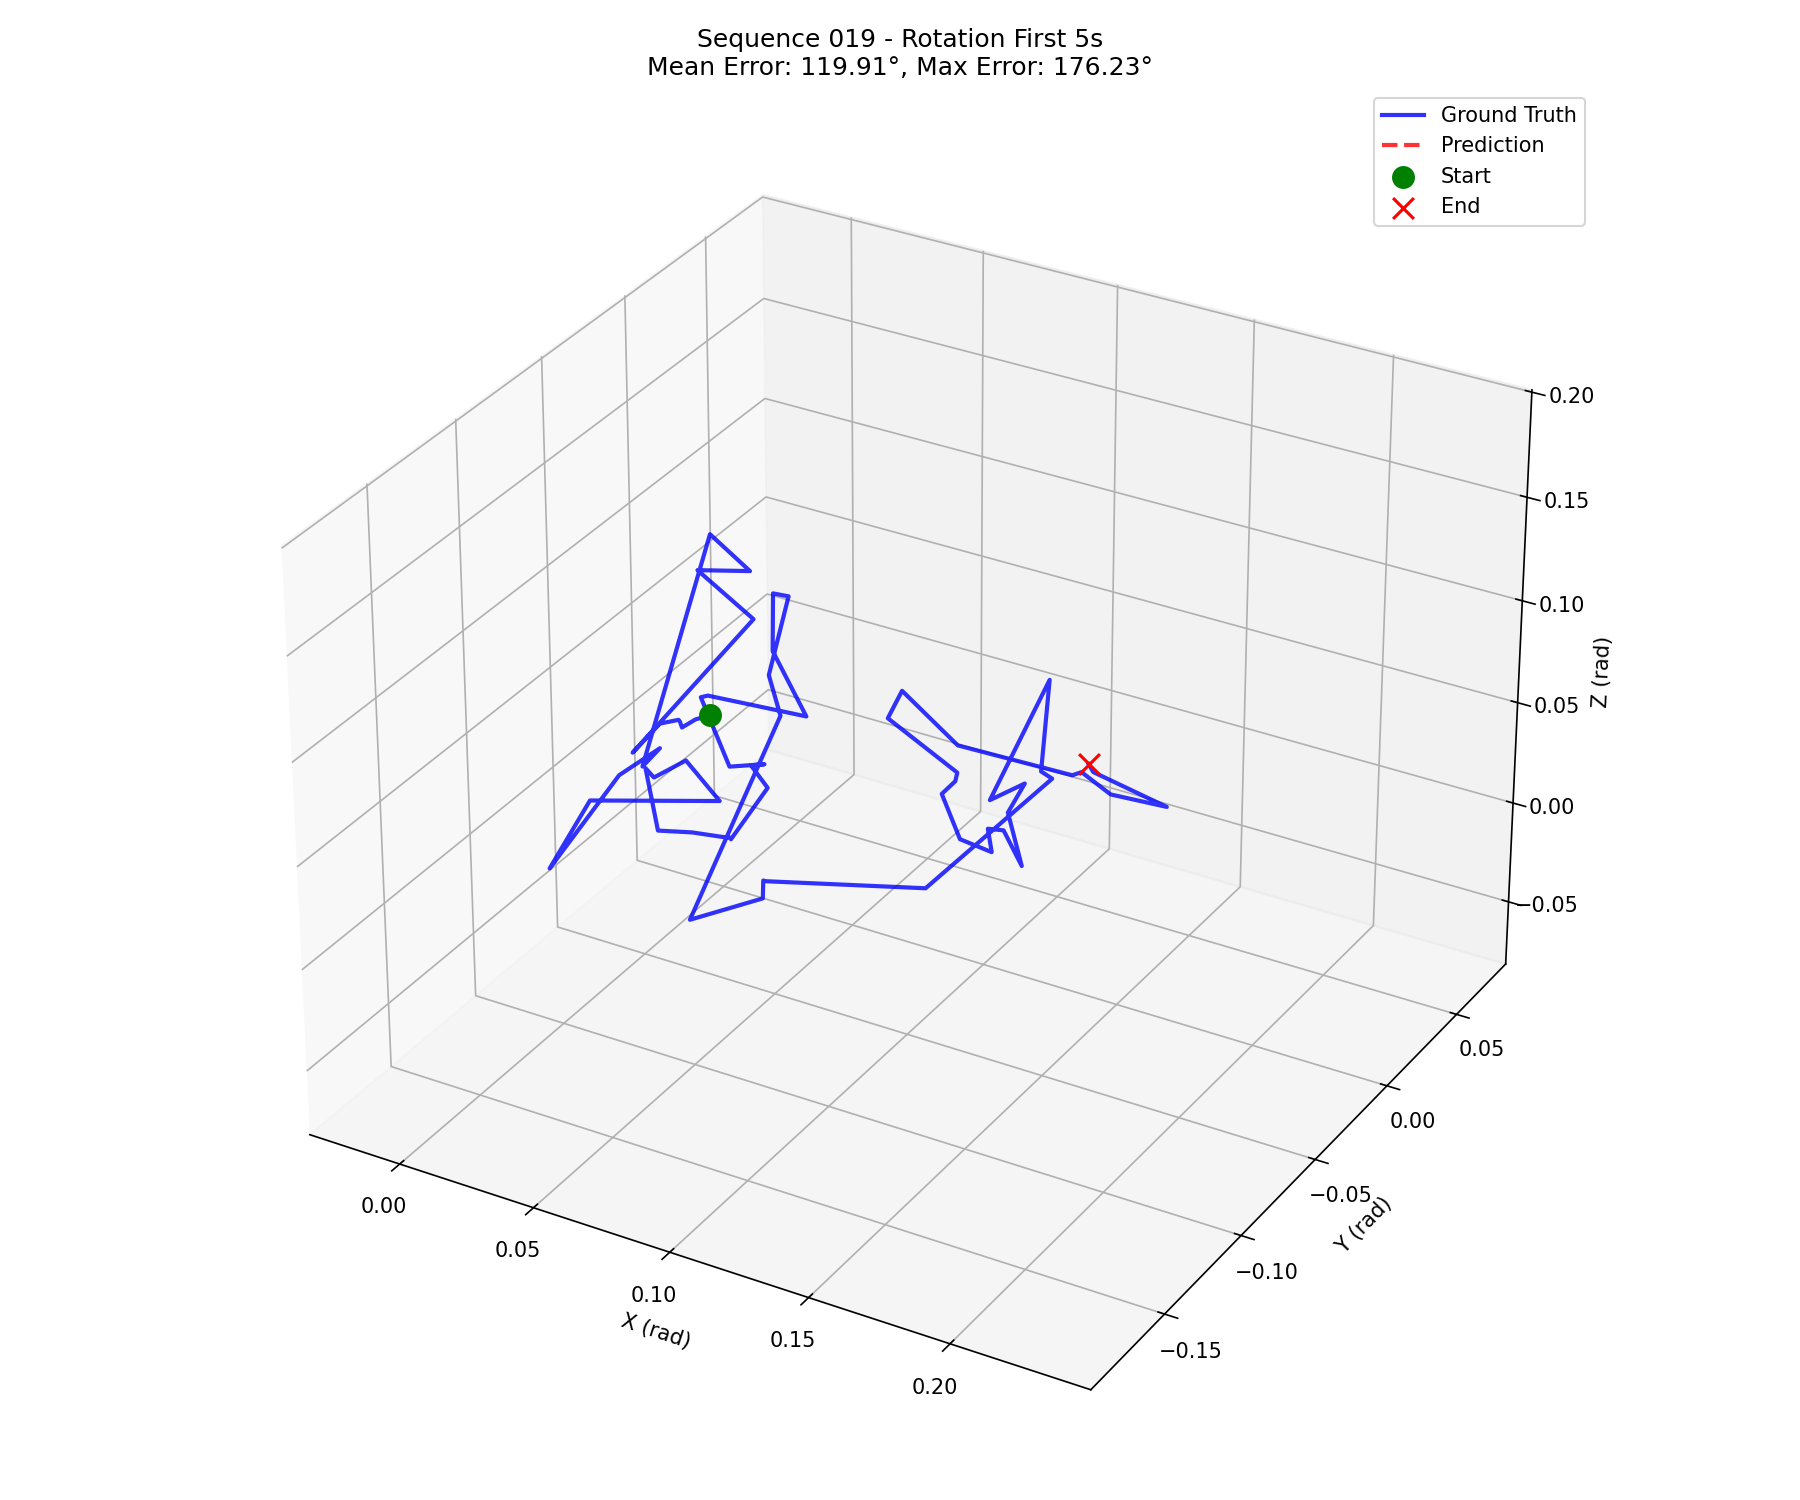 Sequence 019 - Rotation First 5s
Mean Error: 119.91°, Max Error: 176.23°
Ground Truth
Prediction
Start
End
0.20
0.15
0.10
0.05
0.00
−0.05
Z (rad)
0.05
0.00
−0.05
−0.10
−0.15
Y (rad)
0.00
0.05
0.10
0.15
0.20
X (rad)